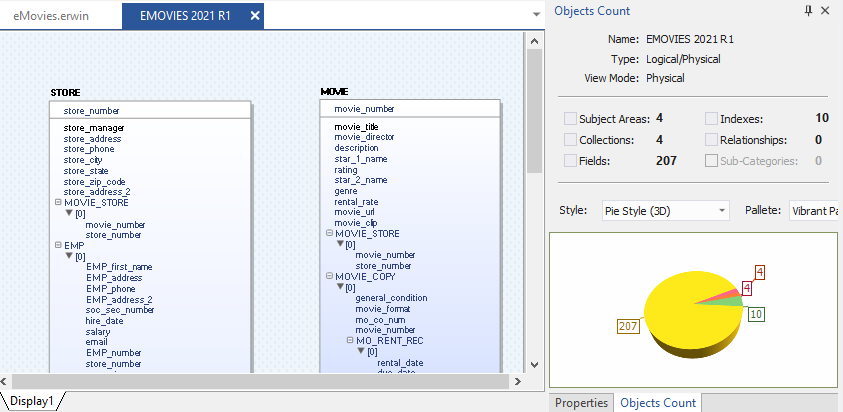 eMovies.erwin
EMOVIES 2021 R1
STORE
store_number
store_manager
store_address
store_phone
store_city
store_state
store_zip_code
store_address_2
MOVIE_STORE
[0]
movie_number
store_number
EMP
[0]
EMP_first_name
EMP_address
EMP_phone
EMP_address_2
soc_sec_number
hire_date
salary
email
EMP_number
store_number
MOVIE
movie_number
movie_title
movie_director
description
star_1_name
rating
star_2_name
genre
rental_rate
movie_url
movie_clip
MOVIE_STORE
[0]
movie_number
store_number
MOVIE_COPY
[0]
general_condition
movie_format
mo_co_num
movie_number
MO_RENT_REC
[0]
rental_date
due_date
Display1
Objects Count
Name: EMOVIES 2021 R1
Type: Logical/Physical
View Mode: Physical
Subject Areas: 4 Indexes: 10
Collections: 4 Relationships: 0
Fields: 207 Sub-Categories: 0
Style: Pie Style (3D) Pallete: Vibrant Pa
4
4
10
207
Properties Objects Count